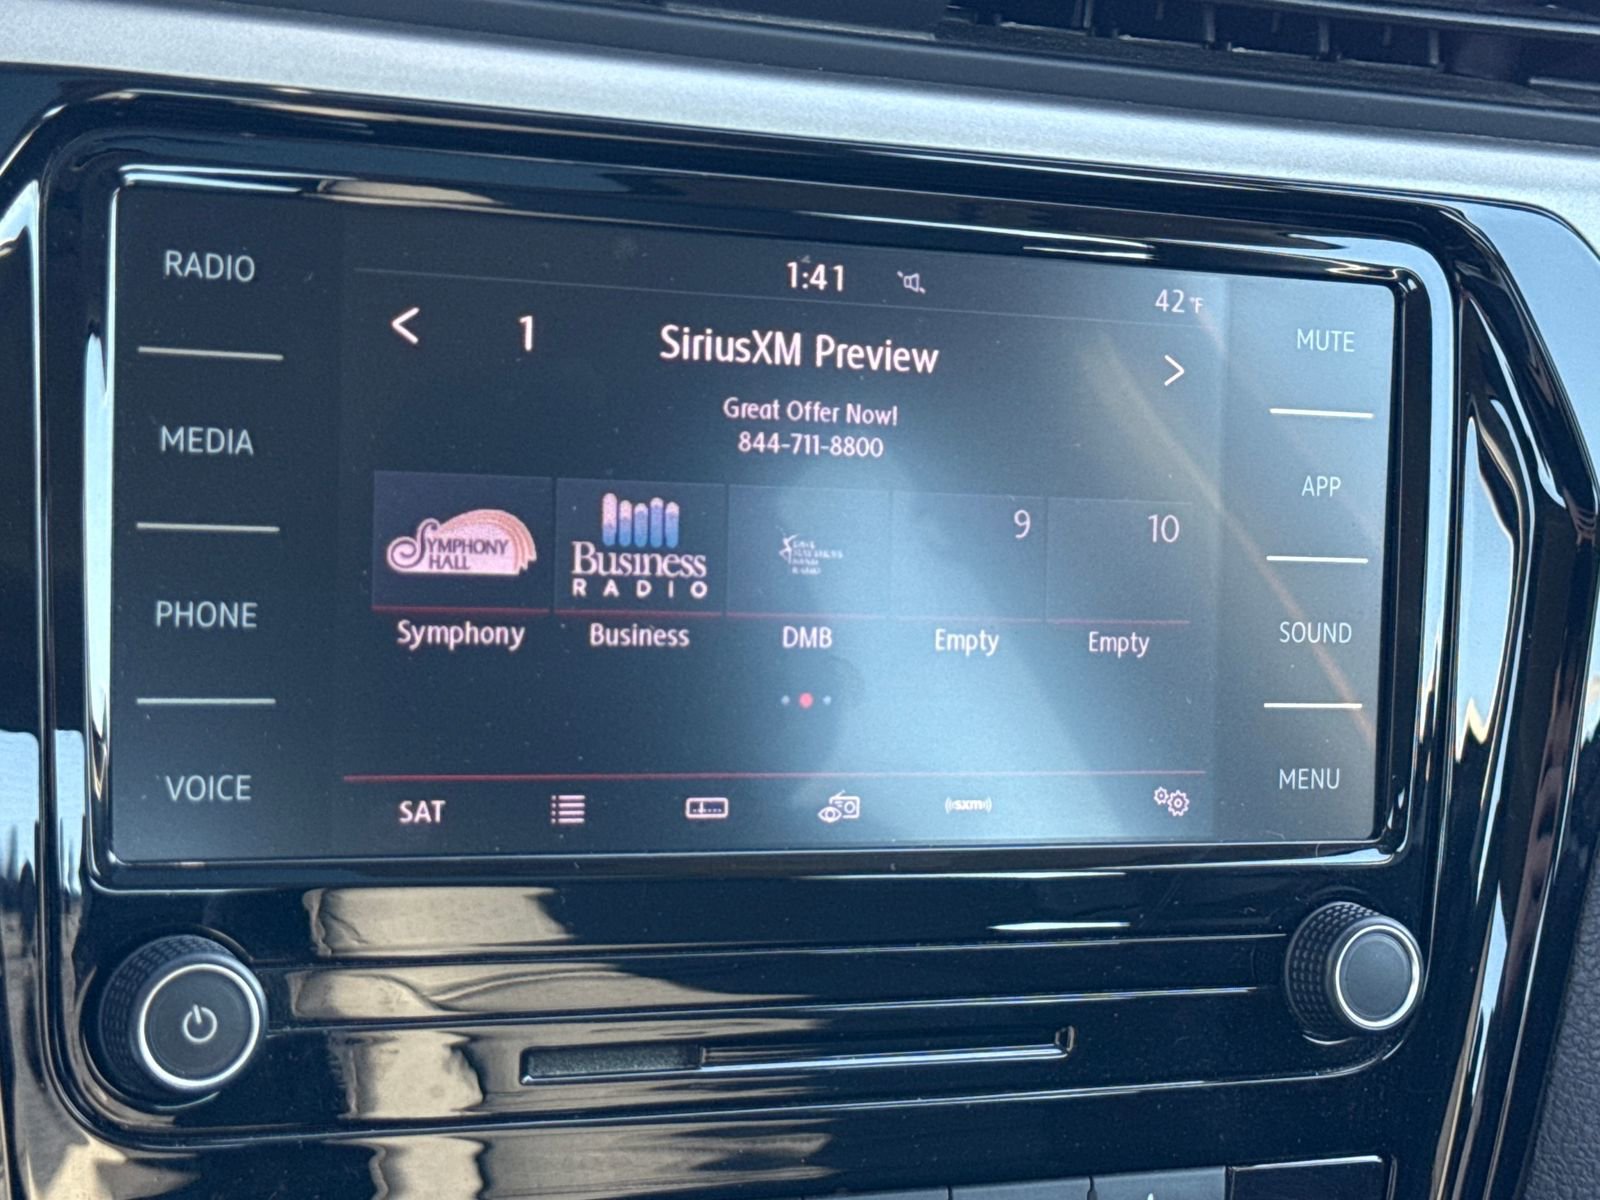 RADIO
MEDIA
PHONE
VOICE
1:41
42°F
1
SiriusXM Preview
Great Offer Now!
844-711-8800
SYMPHONY
HALL
Business
RADIO
9
10
Symphony
Business
DMB
Empty
Empty
SAT
((sxm))
MUTE
APP
SOUND
MENU